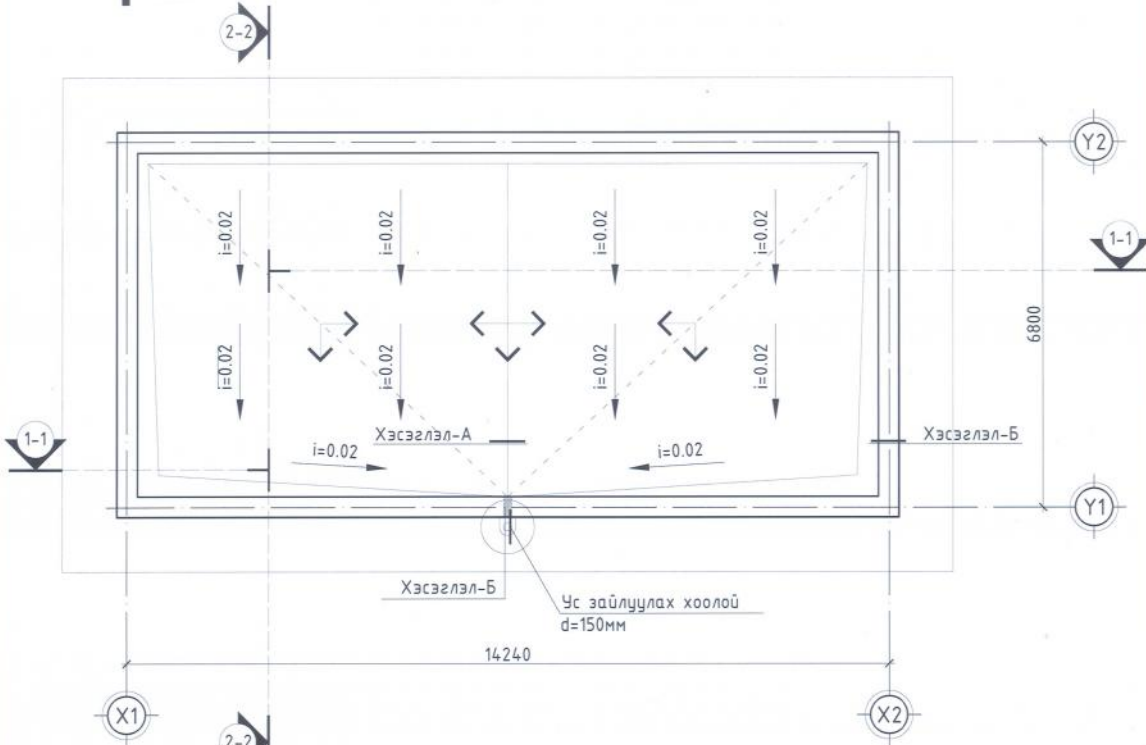 2-2
Y2
1-1
i=0.02
i=0.02
i=0.02
i=0.02
6800
i=0.02
i=0.02
i=0.02
i=0.02
1-1
Хэсэглэл-А
Хэсэглэл-Б
i=0.02
i=0.02
Y1
Хэсэглэл-Б
Ус зайлуулах хоолой
d=150мм
14240
X1
X2
2-2